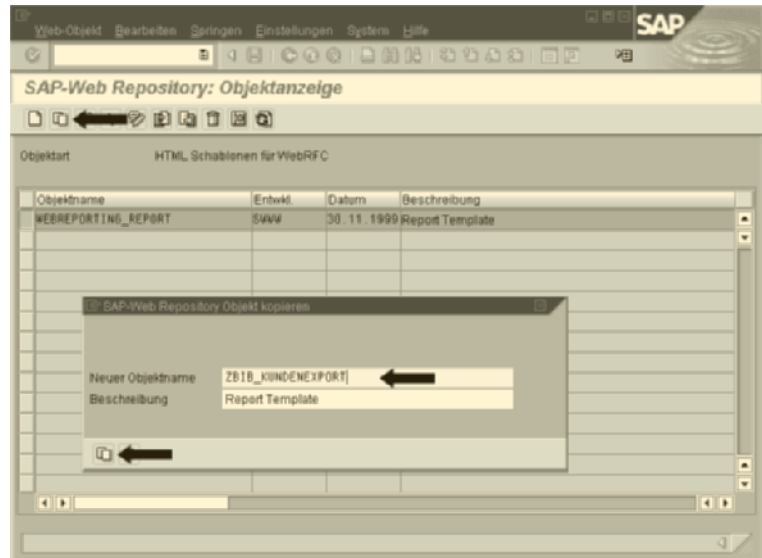 Web-Objekt Bearbeiten Springen Einstellungen System Hilfe
SAP
SAP-Web Repository: Objektanzeige
Objektart HTML Schablonen für WebRFC
Objektname Entwkl. Datum Beschreibung
WEBREPORTING_REPORT SWWW 30.11.1999 Report Template
SAP-Web Repository Objekt kopieren
Neuer Objektname ZBIB_KUNDENEXPORT
Beschreibung Report Template